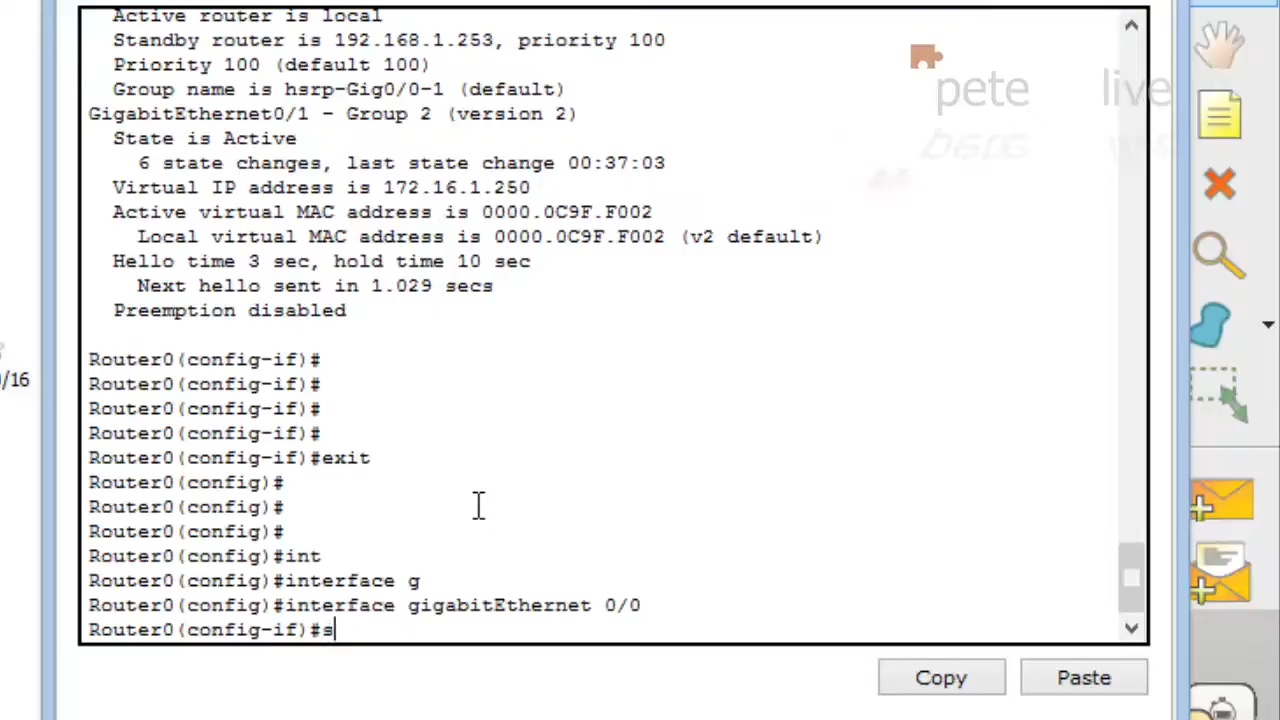 Active router is local
Standby router is 192.168.1.253, priority 100
Priority 100 (default 100)
Group name is hsrp-Gig0/0-1 (default)
GigabitEthernet0/1 - Group 2 (version 2)
State is Active
6 state changes, last state change 00:37:03
Virtual IP address is 172.16.1.250
Active virtual MAC address is 0000.0C9F.F002
Local virtual MAC address is 0000.0C9F.F002 (v2 default)
Hello time 3 sec, hold time 10 sec
Next hello sent in 1.029 secs
Preemption disabled
Router0(config-if)#
Router0(config-if)#
Router0(config-if)#
Router0(config-if)#
Router0(config-if)#exit
Router0(config)#
Router0(config)#
Router0(config)#
Router0(config)#int
Router0(config)#interface g
Router0(config)#interface gigabitEthernet 0/0
Router0(config-if)#s
Copy Paste
/16
pete live